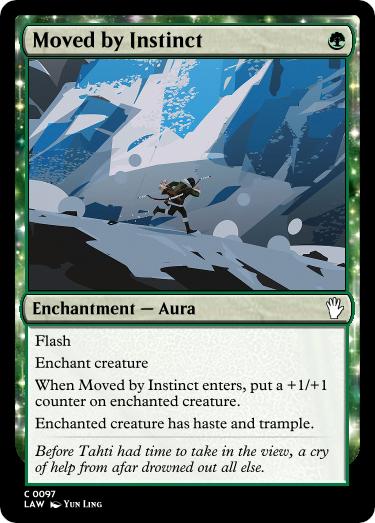 Moved by Instinct
Enchantment — Aura
Flash
Enchant creature
When Moved by Instinct enters, put a +1/+1
counter on enchanted creature.
Enchanted creature has haste and trample.
Before Tahti had time to take in the view, a cry
of help from afar drowned out all else.
C 0097
LAW Yun Ling